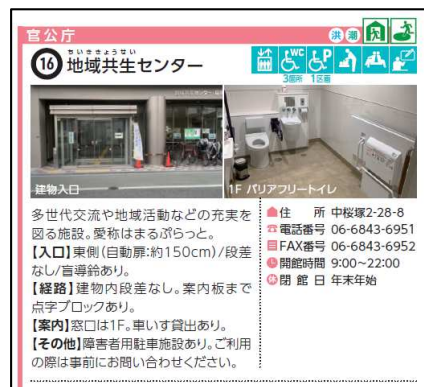 官公庁
洪 潮
16 地域共生センター
ちいききょうせい
WC P
3箇所 1区画
建物入口
1F バリアフリートイレ
多世代交流や地域活動などの充実を
図る施設。愛称はまるぷらっと。
【入口】東側(自動扉:約150cm)/段差
なし/盲導鈴あり。
【経路】建物内段差なし。案内板まで
点字ブロックあり。
【案内】窓口は1F。車いす貸出あり。
【その他】障害者用駐車施設あり。ご利用
の際は事前にお問い合わせください。
住 所 中桜塚2-28-8
電話番号 06-6843-6951
FAX番号 06-6843-6952
開館時間 9:00~22:00
閉 館 日 年末年始